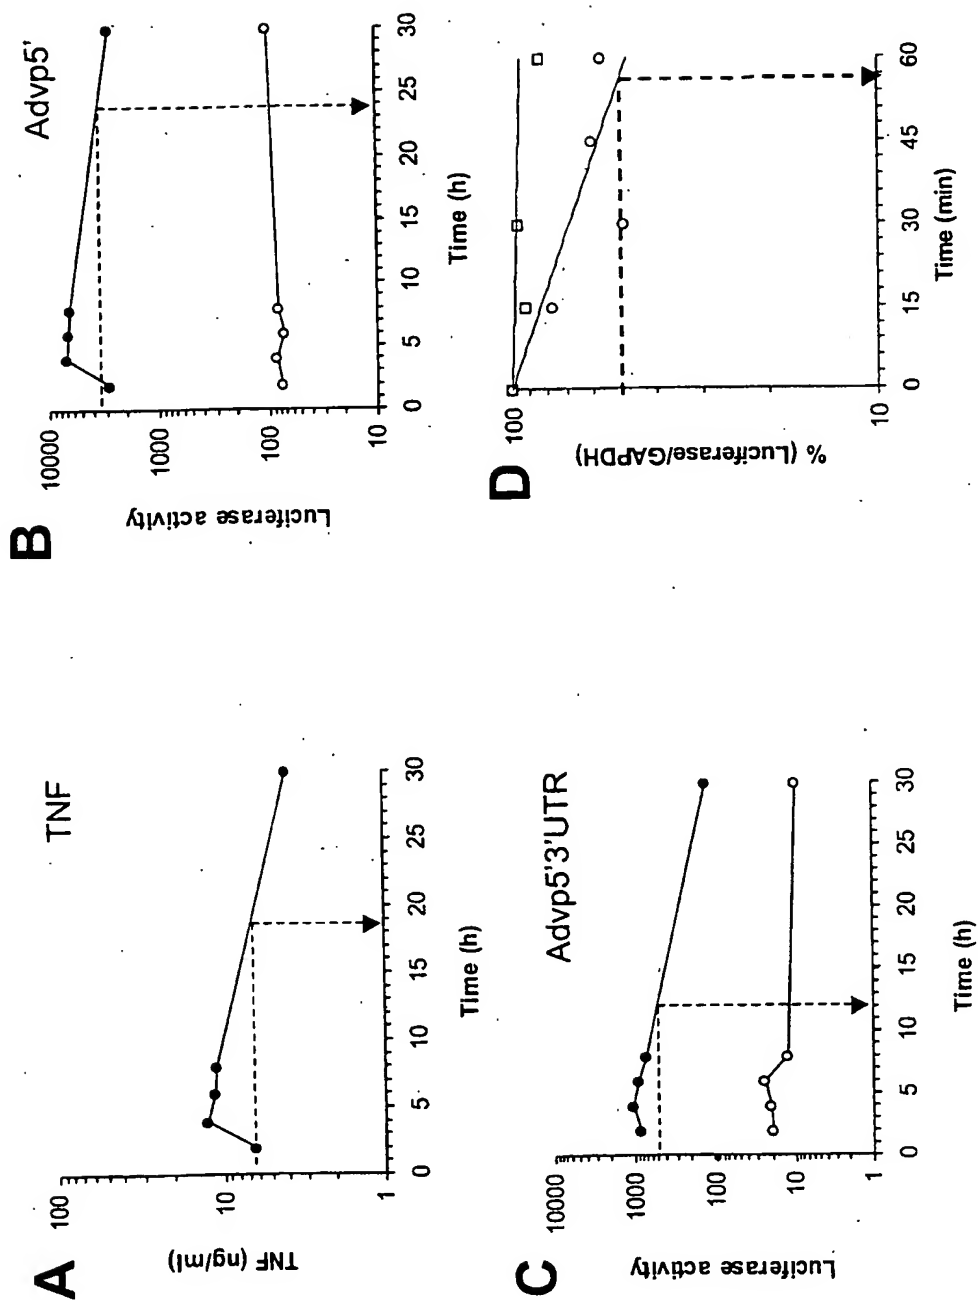 A
TNF
TNF (ng/ml)
100
10
1
0 5 10 15 20 25 30
Time (h)
B
Advp5'
Luciferase activity
10000
1000
100
10
0 5 10 15 20 25 30
Time (h)
C
Advp5'3'UTR
Luciferase activity
10000
1000
100
10
1
0 5 10 15 20 25 30
Time (h)
D
% (Luciferase/GAPDH)
100
10
0 15 30 45 60
Time (min)